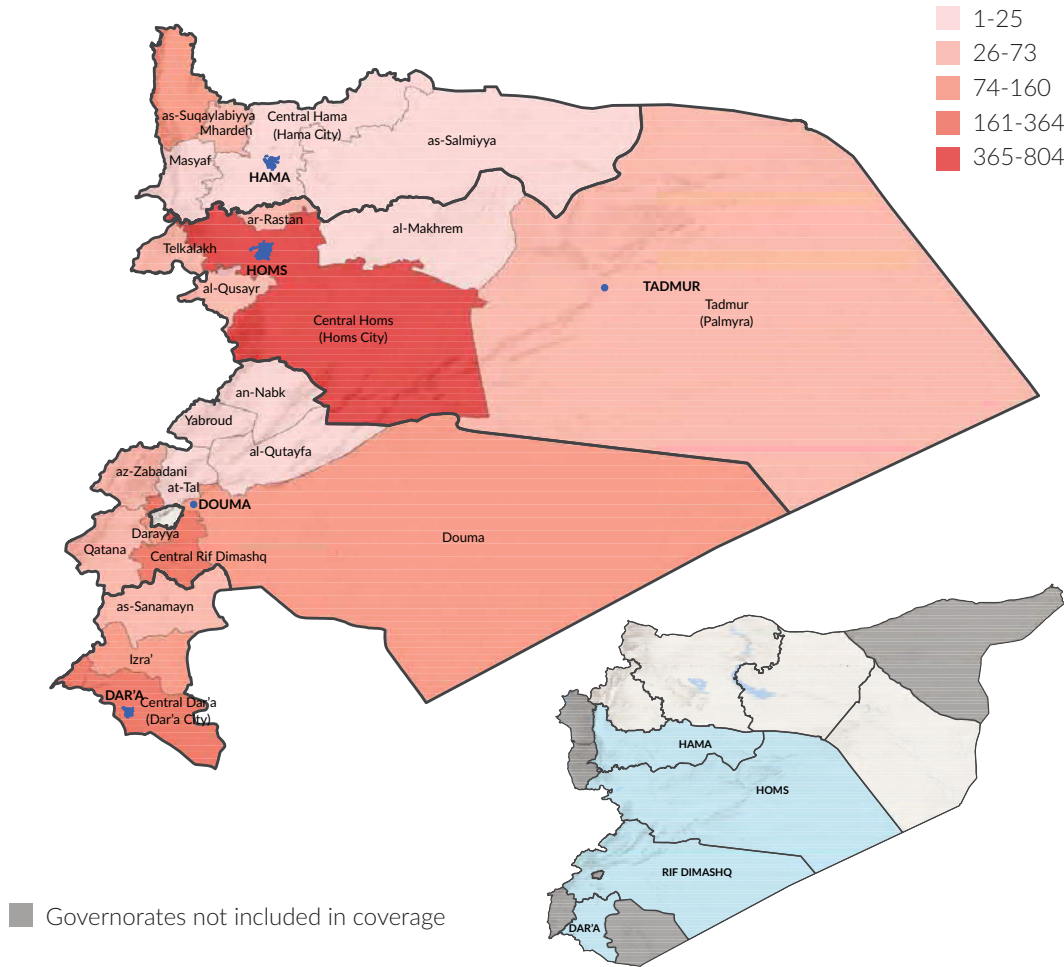 1-25
26-73
74-160
161-364
365-804
as-Suqaylabiyya
Mhardeh
Central Hama
(Hama City)
as-Salmiyya
Masyaf
HAMA
ar-Rastan
al-Makhrem
Telkalakh
HOMS
al-Qusayr
TADMUR
Tadmur
(Palmyra)
Central Homs
(Homs City)
an-Nabk
Yabroud
al-Qutayfa
az-Zabadani
at-Tal
DOUMA
Darayya
Qatana
Central Rif Dimashq
Douma
as-Sanamayn
Izra'
DAR'A
Central Dar'a
(Dar'a City)
HAMA
HOMS
RIF DIMASHQ
DAR'A
Governorates not included in coverage